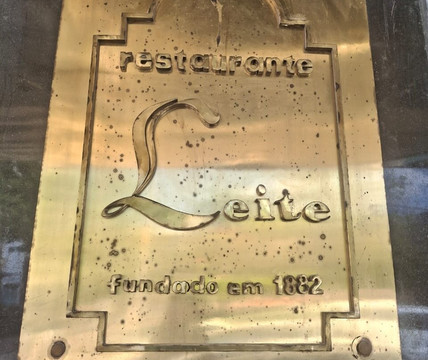 restaurante
Leite
fundado em 1882